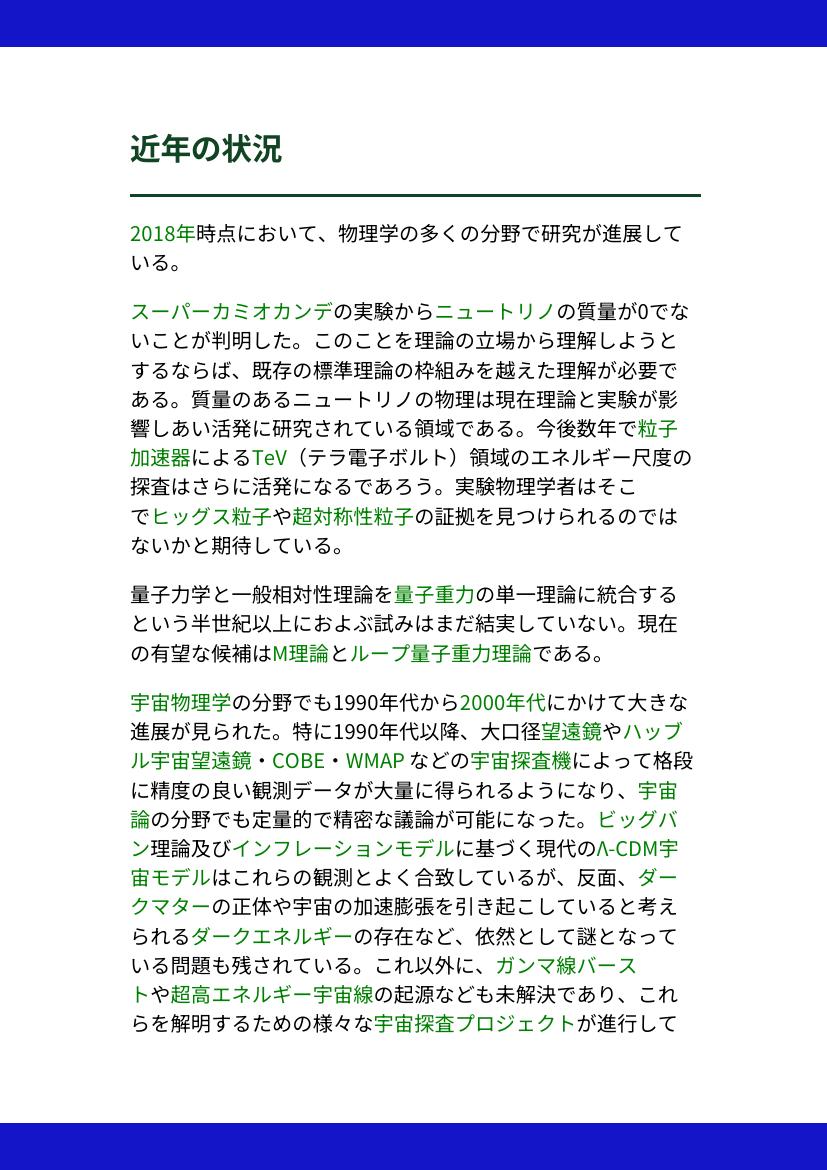 近年の状況
2018年時点において、物理学の多くの分野で研究が進展して
いる。
スーパーカミオカンデの実験からニュートリノの質量が0でな
いことが判明した。このことを理論の立場から理解しようと
するならば、既存の標準理論の枠組みを越えた理解が必要で
ある。質量のあるニュートリノの物理は現在理論と実験が影
響しあい活発に研究されている領域である。今後数年で粒子
加速器によるTeV（テラ電子ボルト）領域のエネルギー尺度の
探査はさらに活発になるであろう。実験物理学者はそこ
でヒッグス粒子や超対称性粒子の証拠を見つけられるのでは
ないかと期待している。
量子力学と一般相対性理論を量子重力の単一理論に統合する
という半世紀以上におよぶ試みはまだ結実していない。現在
の有望な候補はM理論とループ量子重力理論である。
宇宙物理学の分野でも1990年代から2000年代にかけて大きな
進展が見られた。特に1990年代以降、大口径望遠鏡やハッブ
ル宇宙望遠鏡・COBE・WMAP などの宇宙探査機によって格段
に精度の良い観測データが大量に得られるようになり、宇宙
論の分野でも定量的で精密な議論が可能になった。ビッグバ
ン理論及びインフレーションモデルに基づく現代のΛ-CDM宇
宙モデルはこれらの観測とよく合致しているが、反面、ダー
クマターの正体や宇宙の加速膨張を引き起こしていると考え
られるダークエネルギーの存在など、依然として謎となって
いる問題も残されている。これ以外に、ガンマ線バース
トや超高エネルギー宇宙線の起源なども未解決であり、これ
らを解明するための様々な宇宙探査プロジェクトが進行して